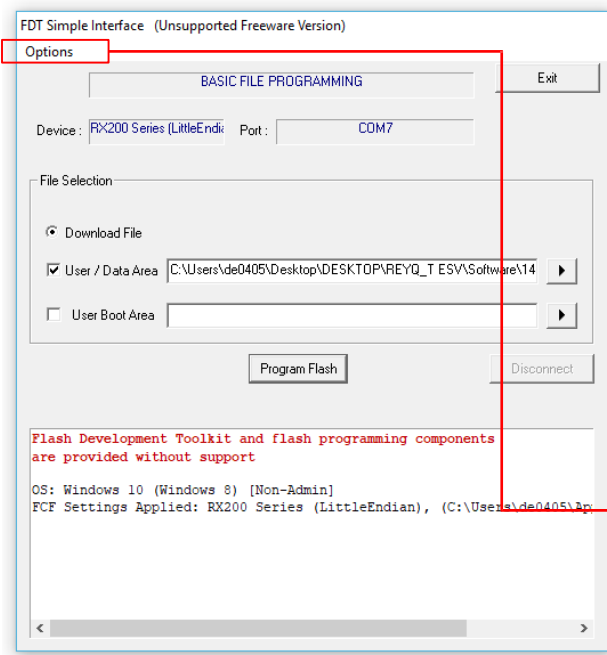 FDT Simple Interface (Unsupported Freeware Version)
Options
BASIC FILE PROGRAMMING
Exit
Device : RX200 Series (LittleEndia Port : COM7
File Selection
Download File
User / Data Area C:\Users\de0405\Desktop\DESKTOP\REYQ_T ESV\Software\14
User Boot Area
Program Flash
Disconnect
Flash Development Toolkit and flash programming components
are provided without support
OS: Windows 10 (Windows 8) [Non-Admin]
FCF Settings Applied: RX200 Series (LittleEndian), (C:\Users\de0405\Ap